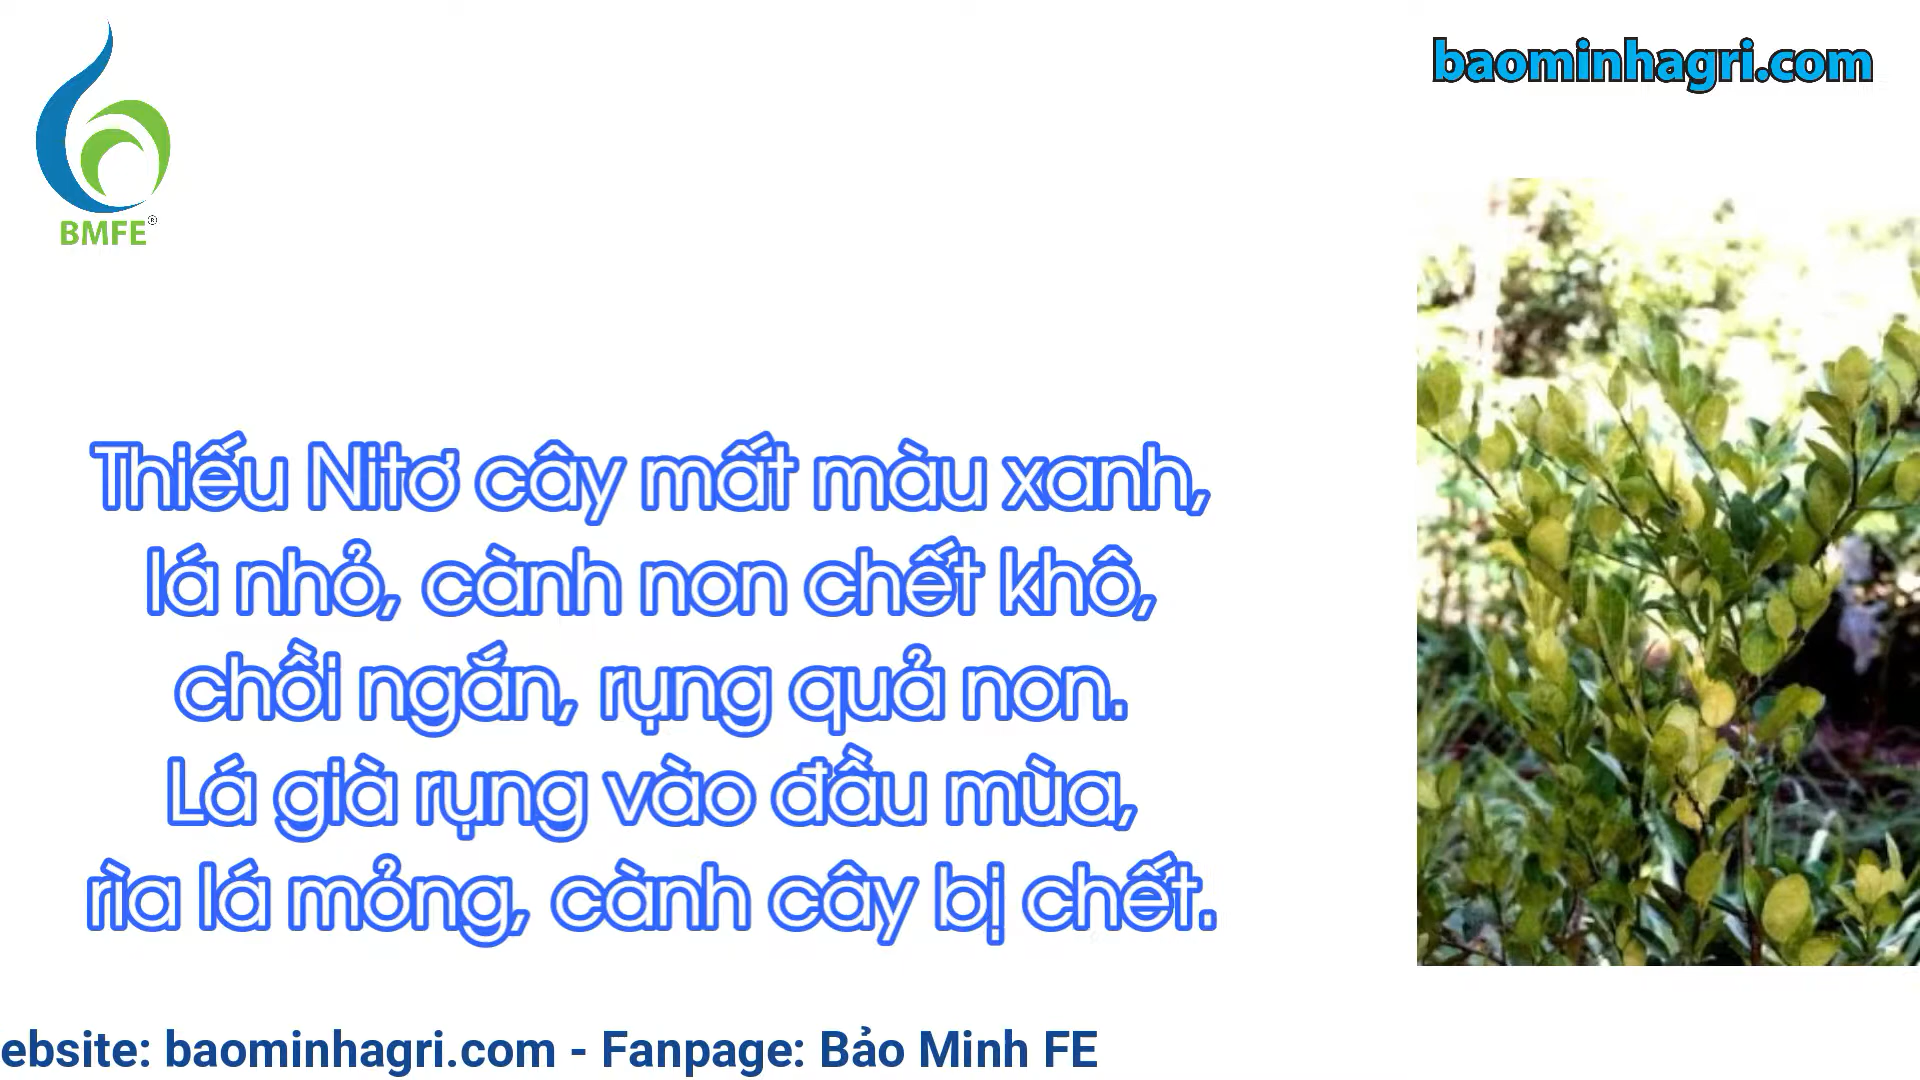 baominhagri.com
BMFE®
Thiếu Nitơ cây mất màu xanh,
lá nhỏ, cành non chết khô,
chồi ngắn, rụng quả non.
Lá già rụng vào đầu mùa,
rìa lá mỏng, cành cây bị chết.
ebsite: baominhagri.com - Fanpage: Bảo Minh FE